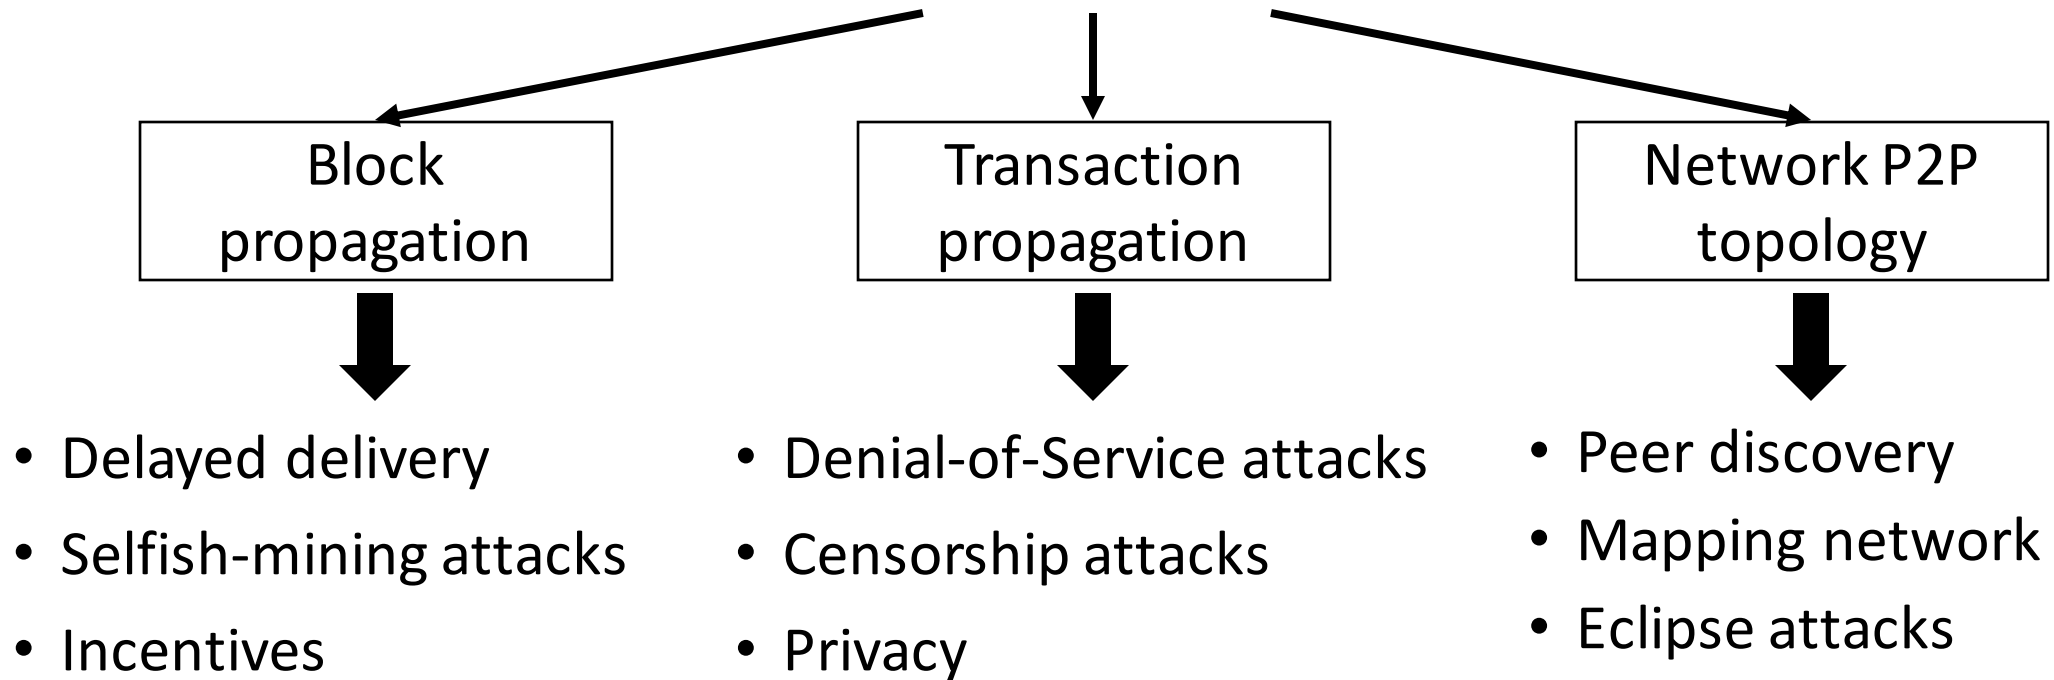 Block
propagation
Transaction
propagation
Network P2P
topology
• Delayed delivery
• Selfish-mining attacks
• Incentives
• Denial-of-Service attacks
• Censorship attacks
• Privacy
• Peer discovery
• Mapping network
• Eclipse attacks